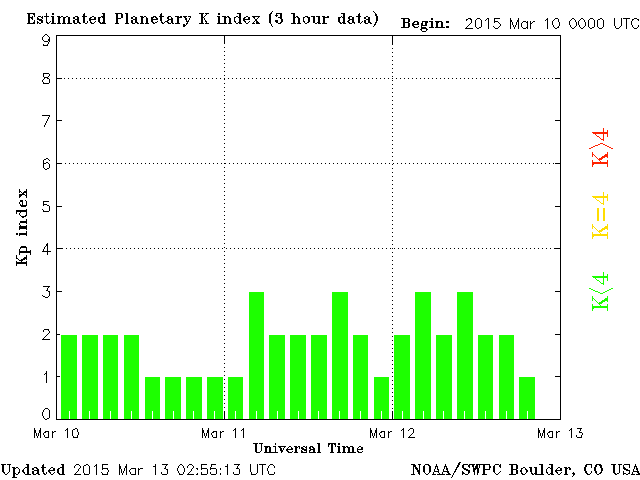 Estimated Planetary K index (3 hour data)
Begin: 2015 Mar 10 0000 UTC
9
8
7
6
5
4
3
2
1
0
Kp index
Mar 10
Mar 11
Mar 12
Mar 13
Universal Time
K>4
K=4
K<4
Updated 2015 Mar 13 02:55:13 UTC
NOAA/SWPC Boulder, CO USA